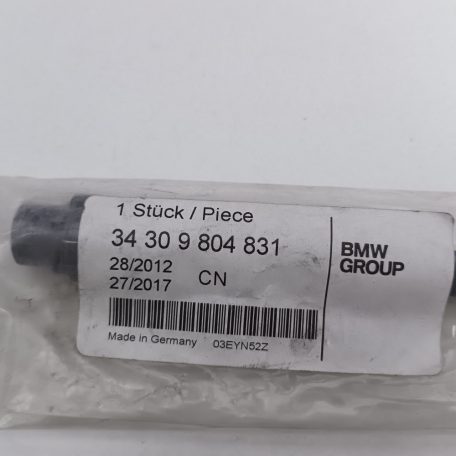 1 Stück / Piece
34 30 9 804 831
28/2012
27/2017 CN
Made in Germany 03EYN52Z
BMW
GROUP